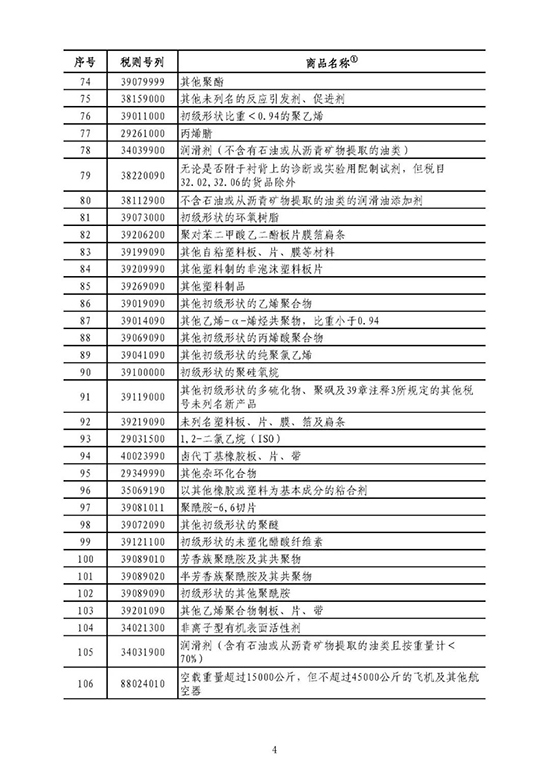 序号 税则号列 商品名称①
74 39079999 其他聚酯
75 38159000 其他未列名的反应引发剂、促进剂
76 39011000 初级形状比重<0.94的聚乙烯
77 29261000 丙烯腈
78 34039900 润滑剂(不含有石油或从沥青矿物提取的油类)
79 38220090 无论是否附于衬背上的诊断或实验用配制试剂,但税目
32.02,32.06的货品除外
80 38112900 不含石油或从沥青矿物提取的油类的润滑油添加剂
81 39073000 初级形状的环氧树脂
82 39206200 聚对苯二甲酸乙二酯板片膜箔扁条
83 39199090 其他自粘塑料板、片、膜等材料
84 39209990 其他塑料制的非泡沫塑料板片
85 39269090 其他塑料制品
86 39019090 其他初级形状的乙烯聚合物
87 39014090 其他乙烯-α-烯烃共聚物,比重小于0.94
88 39069090 其他初级形状的丙烯酸聚合物
89 39041090 其他初级形状的纯聚氯乙烯
90 39100000 初级形状的聚硅氧烷
91 39119000 其他初级形状的多硫化物、聚砜及39章注释3所规定的其他税
号未列名新产品
92 39219090 未列名塑料板、片、膜、箔及扁条
93 29031500 1,2-二氯乙烷(ISO)
94 40023990 卤代丁基橡胶板、片、带
95 29349990 其他杂环化合物
96 35069190 以其他橡胶或塑料为基本成分的粘合剂
97 39081011 聚酰胺-6,6切片
98 39072090 其他初级形状的聚醚
99 39121100 初级形状的未塑化醋酸纤维素
100 39089010 芳香族聚酰胺及其共聚物
101 39089020 半芳香族聚酰胺及其共聚物
102 39089090 初级形状的其他聚酰胺
103 39201090 其他乙烯聚合物制板、片、带
104 34021300 非离子型有机表面活性剂
105 34031900 润滑剂(含有石油或从沥青矿物提取的油类且按重量计<
70%)
106 88024010 空载重量超过15000公斤,但不超过45000公斤的飞机及其他航
空器
4